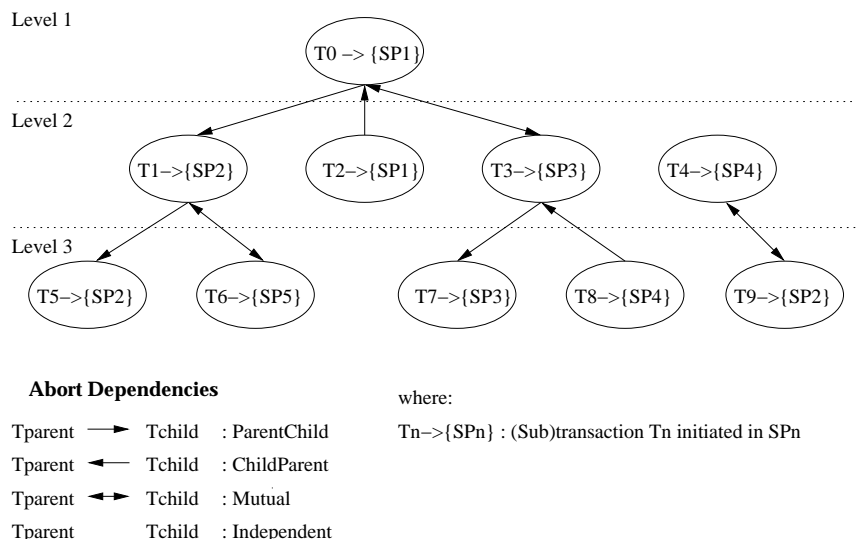 Level 1
T0 −> {SP1}
Level 2
T1−>{SP2}
T2−>{SP1}
T3−>{SP3}
T4−>{SP4}
Level 3
T5−>{SP2}
T6−>{SP5}
T7−>{SP3}
T8−>{SP4}
T9−>{SP2}
Abort Dependencies
Tparent Tchild : ParentChild
Tparent Tchild : ChildParent
Tparent Tchild : Mutual
Tparent Tchild : Independent
where:
Tn−>{SPn} : (Sub)transaction Tn initiated in SPn